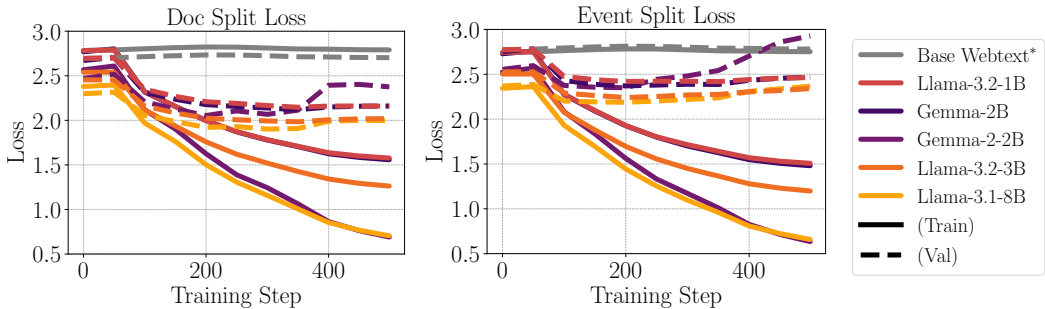 Doc Split Loss
3.0
2.5
2.0
1.5
1.0
0.5
Loss
0
200
400
Training Step
Event Split Loss
3.0
2.5
2.0
1.5
1.0
0.5
Loss
0
200
400
Training Step
Base Webtext*
Llama-3.2-1B
Gemma-2B
Gemma-2-2B
Llama-3.2-3B
Llama-3.1-8B
(Train)
(Val)